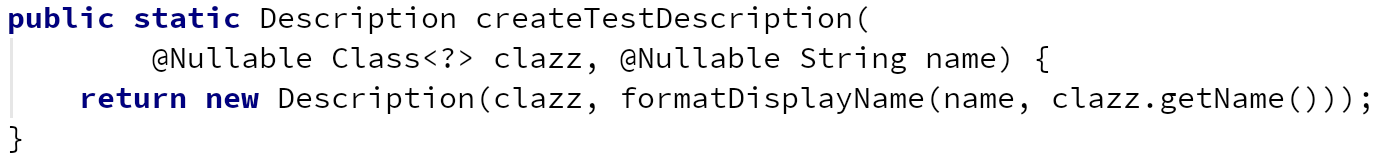 public static Description createTestDescription(
        @Nullable Class<?> clazz, @Nullable String name) {
    return new Description(clazz, formatDisplayName(name, clazz.getName()));
}